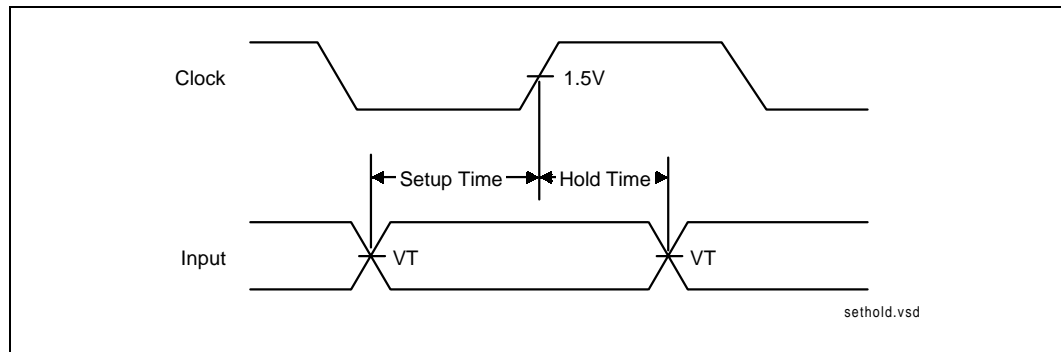 Clock
1.5V
Setup Time
Hold Time
Input
VT
VT
sethold.vsd